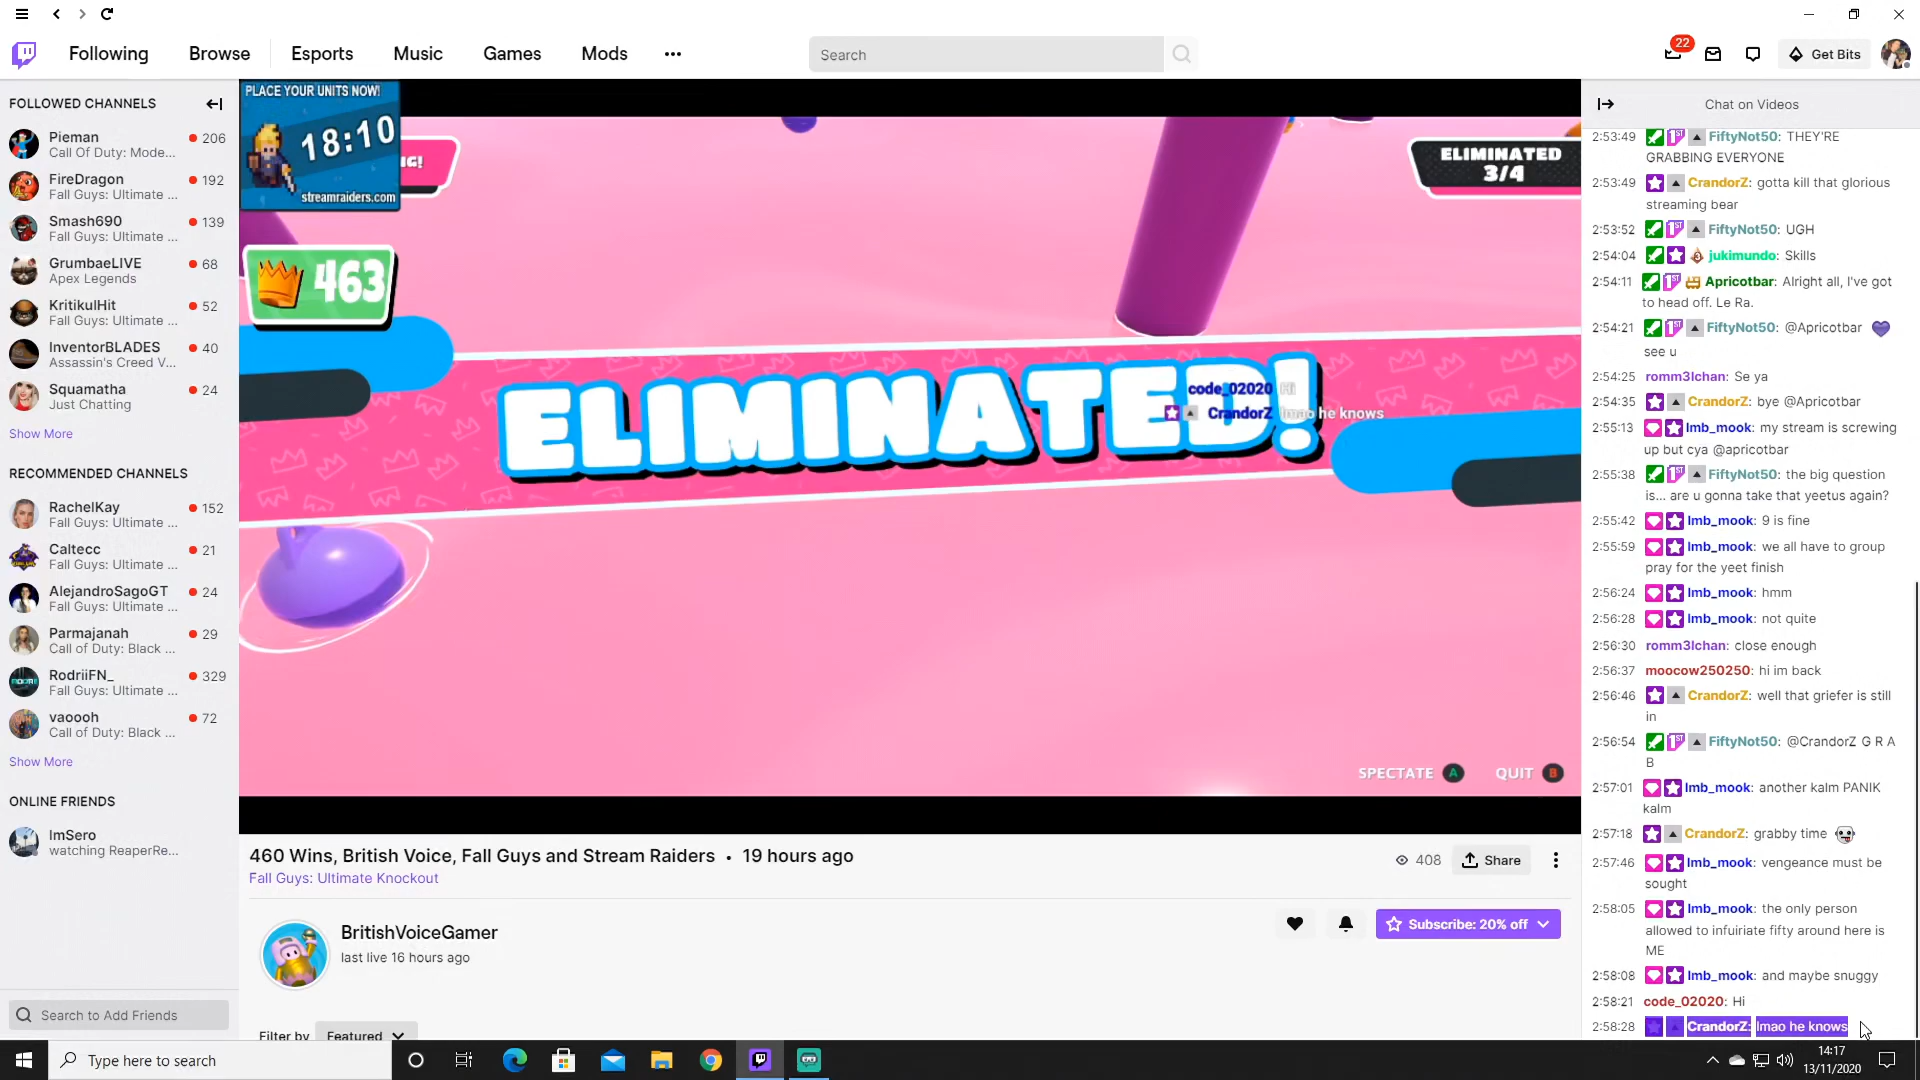 Following
Browse
Esports
Music
Games
Mods
Search
22
Get Bits
FOLLOWED CHANNELS
Pieman
206
Call Of Duty: Mode...
FireDragon
192
Fall Guys: Ultimate ...
Smash690
139
Fall Guys: Ultimate ...
GrumbaeLIVE
68
Apex Legends
KritikulHit
52
Fall Guys: Ultimate ...
InventorBLADES
40
Assassin's Creed V...
Squamatha
24
Just Chatting
Show More
RECOMMENDED CHANNELS
RachelKay
152
Fall Guys: Ultimate ...
Caltecc
21
Fall Guys: Ultimate ...
AlejandroSagoGT
24
Fall Guys: Ultimate ...
Parmajanah
29
Call of Duty: Black ...
RodriiFN_
329
Fall Guys: Ultimate ...
vaoooh
72
Call of Duty: Black ...
Show More
ONLINE FRIENDS
ImSero
watching ReaperRe...
Search to Add Friends
PLACE YOUR UNITS NOW!
18:10
streamraiders.com
NG!
463
ELIMINATED
3/4
ELIMINATED!
code_02020 Hi
CrandorZ lmao he knows
SPECTATE A
QUIT B
460 Wins, British Voice, Fall Guys and Stream Raiders • 19 hours ago
Fall Guys: Ultimate Knockout
408
Share
BritishVoiceGamer
last live 16 hours ago
Subscribe: 20% off
Filter by
Featured
Chat on Videos
2:53:49 FiftyNot50: THEY'RE
GRABBING EVERYONE
2:53:49 CrandorZ: gotta kill that glorious
streaming bear
2:53:52 FiftyNot50: UGH
2:54:04 jukimundo: Skills
2:54:11 Apricotbar: Alright all, I've got
to head off. Le Ra.
2:54:21 FiftyNot50: @Apricotbar
see u
2:54:25 romm3lchan: Se ya
2:54:35 CrandorZ: bye @Apricotbar
2:55:13 lmb_mook: my stream is screwing
up but cya @apricotbar
2:55:38 FiftyNot50: the big question
is... are u gonna take that yeetus again?
2:55:42 lmb_mook: 9 is fine
2:55:59 lmb_mook: we all have to group
pray for the yeet finish
2:56:24 lmb_mook: hmm
2:56:28 lmb_mook: not quite
2:56:30 romm3lchan: close enough
2:56:37 moocow250250: hi im back
2:56:46 CrandorZ: well that griefer is still
in
2:56:54 FiftyNot50: @CrandorZ G R A
B
2:57:01 lmb_mook: another kalm PANIK
kalm
2:57:18 CrandorZ: grabby time
2:57:46 lmb_mook: vengeance must be
sought
2:58:05 lmb_mook: the only person
allowed to infuiriate fifty around here is
ME
2:58:08 lmb_mook: and maybe snuggy
2:58:21 code_02020: Hi
2:58:28 CrandorZ: lmao he knows
Type here to search
14:17
13/11/2020